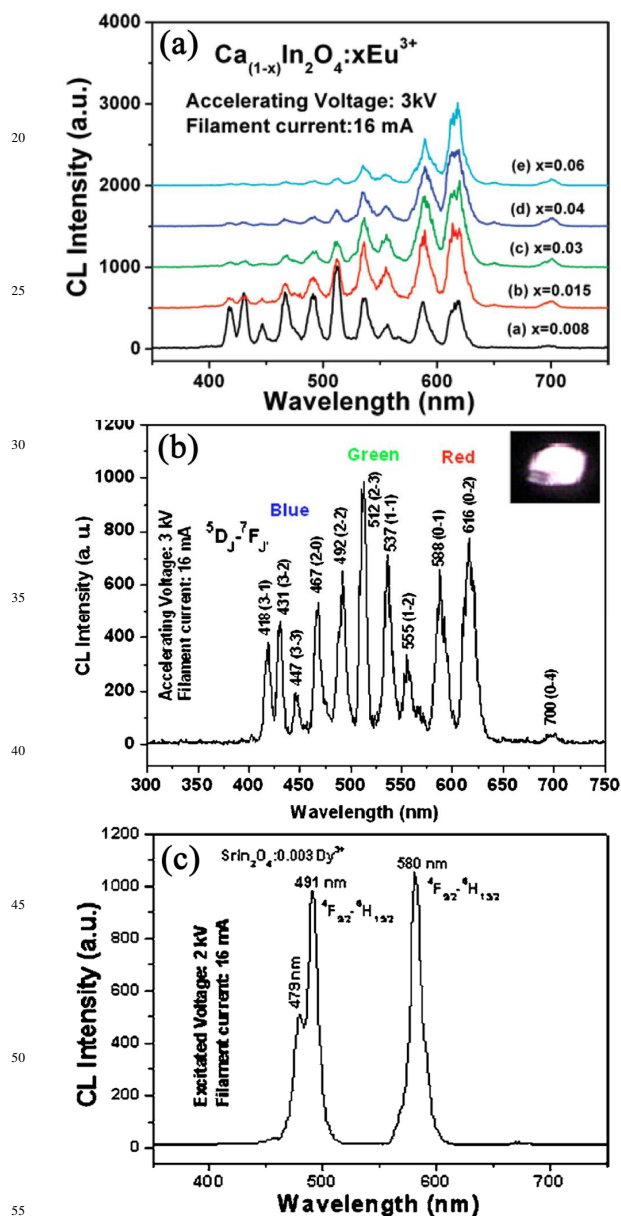 (a)
Ca(1-x)In2O4:xEu3+
Accelerating Voltage: 3kV
Filament current:16 mA
CL Intensity (a.u.)
4000
3000
2000
1000
0
(e) x=0.06
(d) x=0.04
(c) x=0.03
(b) x=0.015
(a) x=0.008
400 500 600 700
Wavelength (nm)
20
25
30
35
40
45
50
55
(b)
CL Intensity (a. u.)
1200
1000
800
600
400
200
0
Accelerating Voltage: 3 kV
Filament current: 16 mA
5DJ-7FJ'
Blue
Green
Red
418 (3-1)
431 (3-2)
447 (3-3)
467 (2-0)
492 (2-2)
512 (2-3)
537 (1-1)
555 (1-2)
588 (0-1)
616 (0-2)
700 (0-4)
300 350 400 450 500 550 600 650 700 750
Wavelength (nm)
(c)
CL Intensity (a.u.)
1200
1000
800
600
400
200
0
SrIn2O4:0.003 Dy3+
Excitated Voltage: 2 kV
Filament current: 16 mA
479 nm
491 nm
4F9/2-6H15/2
580 nm
4F9/2-6H13/2
400 500 600 700
Wavelength (nm)